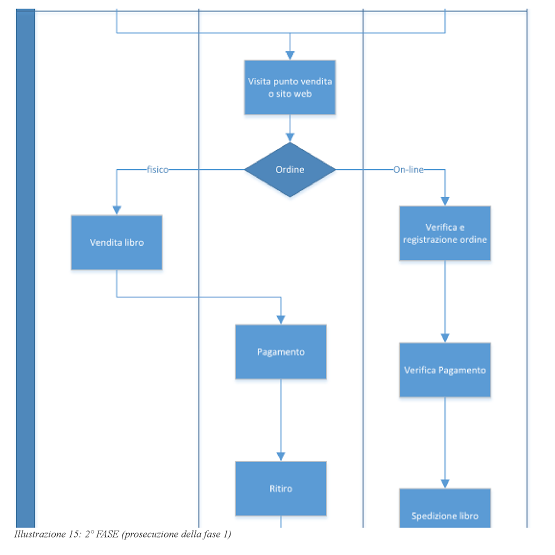 Visita punto vendita
o sito web
Ordine
fisico
On-line
Vendita libro
Verifica e
registrazione ordine
Pagamento
Verifica Pagamento
Ritiro
Spedizione libro
Illustrazione 15: 2° FASE (prosecuzione della fase 1)